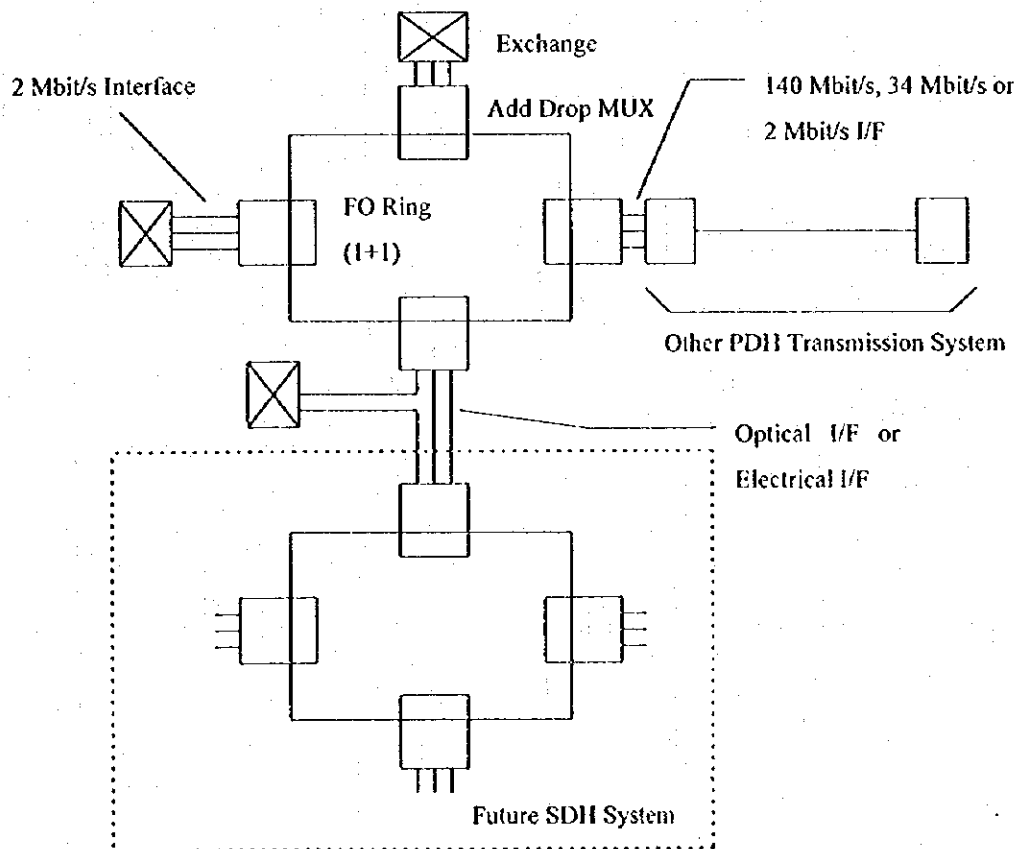 Exchange
2 Mbit/s Interface
140 Mbit/s, 34 Mbit/s or
2 Mbit/s I/F
Add Drop MUX
FO Ring
(1+1)
Other PDH Transmission System
Optical I/F or
Electrical I/F
Future SDH System